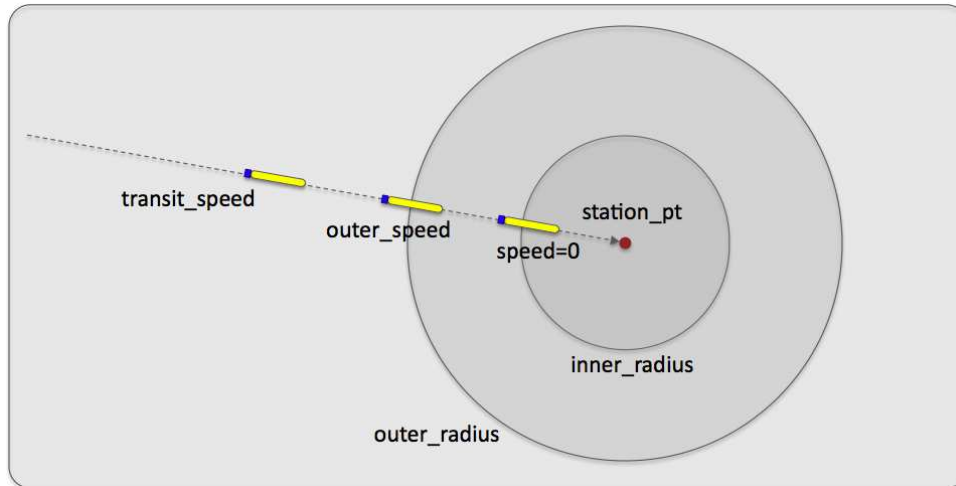 transit_speed
station_pt
outer_speed
speed=0
inner_radius
outer_radius